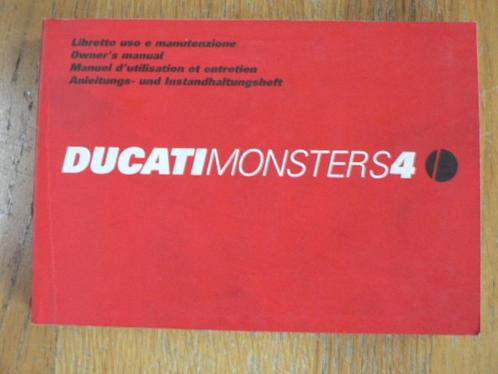 Libretto uso e manutenzione
Owner's manual
Manuel d'utilisation et entretien
Anleitungs- und Instandhaltungsheft
DUCATIMONSTERS4